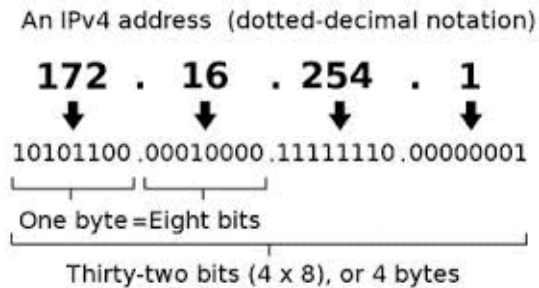 An IPv4 address (dotted-decimal notation)
172 . 16 . 254 . 1
10101100 .00010000 .11111110 .00000001
One byte=Eight bits
Thirty-two bits (4 x 8), or 4 bytes